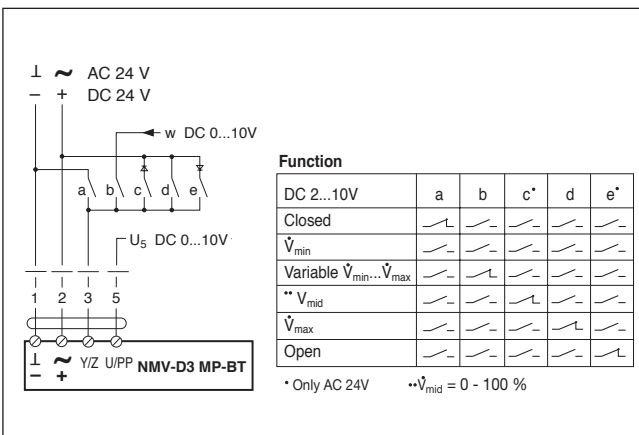 ⊥ ~ AC 24 V
– + DC 24 V
w DC 0...10V
a b c d e
U5 DC 0...10V
1 2 3 5
⊥ ~ Y/Z U/PP NMV-D3 MP-BT
– +
Function
DC 2...10V a b c• d e•
Closed
V̇min
Variable V̇min...V̇max
•• Vmid
V̇max
Open
• Only AC 24V ••V̇mid = 0 - 100 %